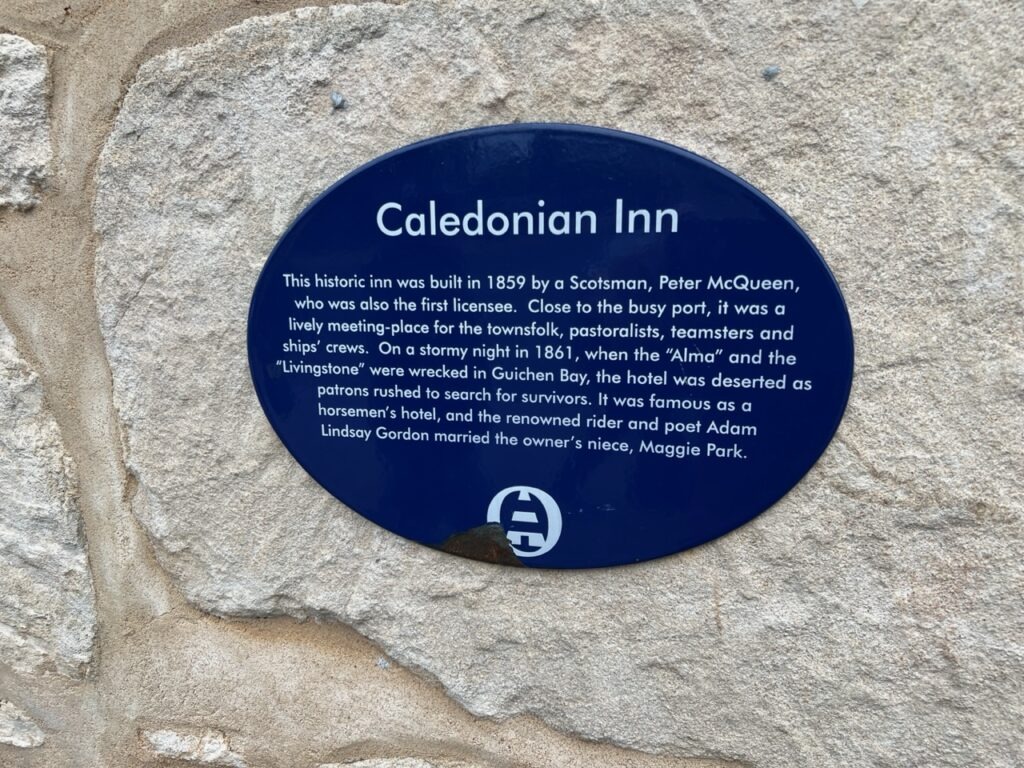 Caledonian Inn
This historic inn was built in 1859 by a Scotsman, Peter McQueen,
who was also the first licensee. Close to the busy port, it was a
lively meeting-place for the townsfolk, pastoralists, teamsters and
ships' crews. On a stormy night in 1861, when the "Alma" and the
"Livingstone" were wrecked in Guichen Bay, the hotel was deserted as
patrons rushed to search for survivors. It was famous as a
horsemen's hotel, and the renowned rider and poet Adam
Lindsay Gordon married the owner's niece, Maggie Park.